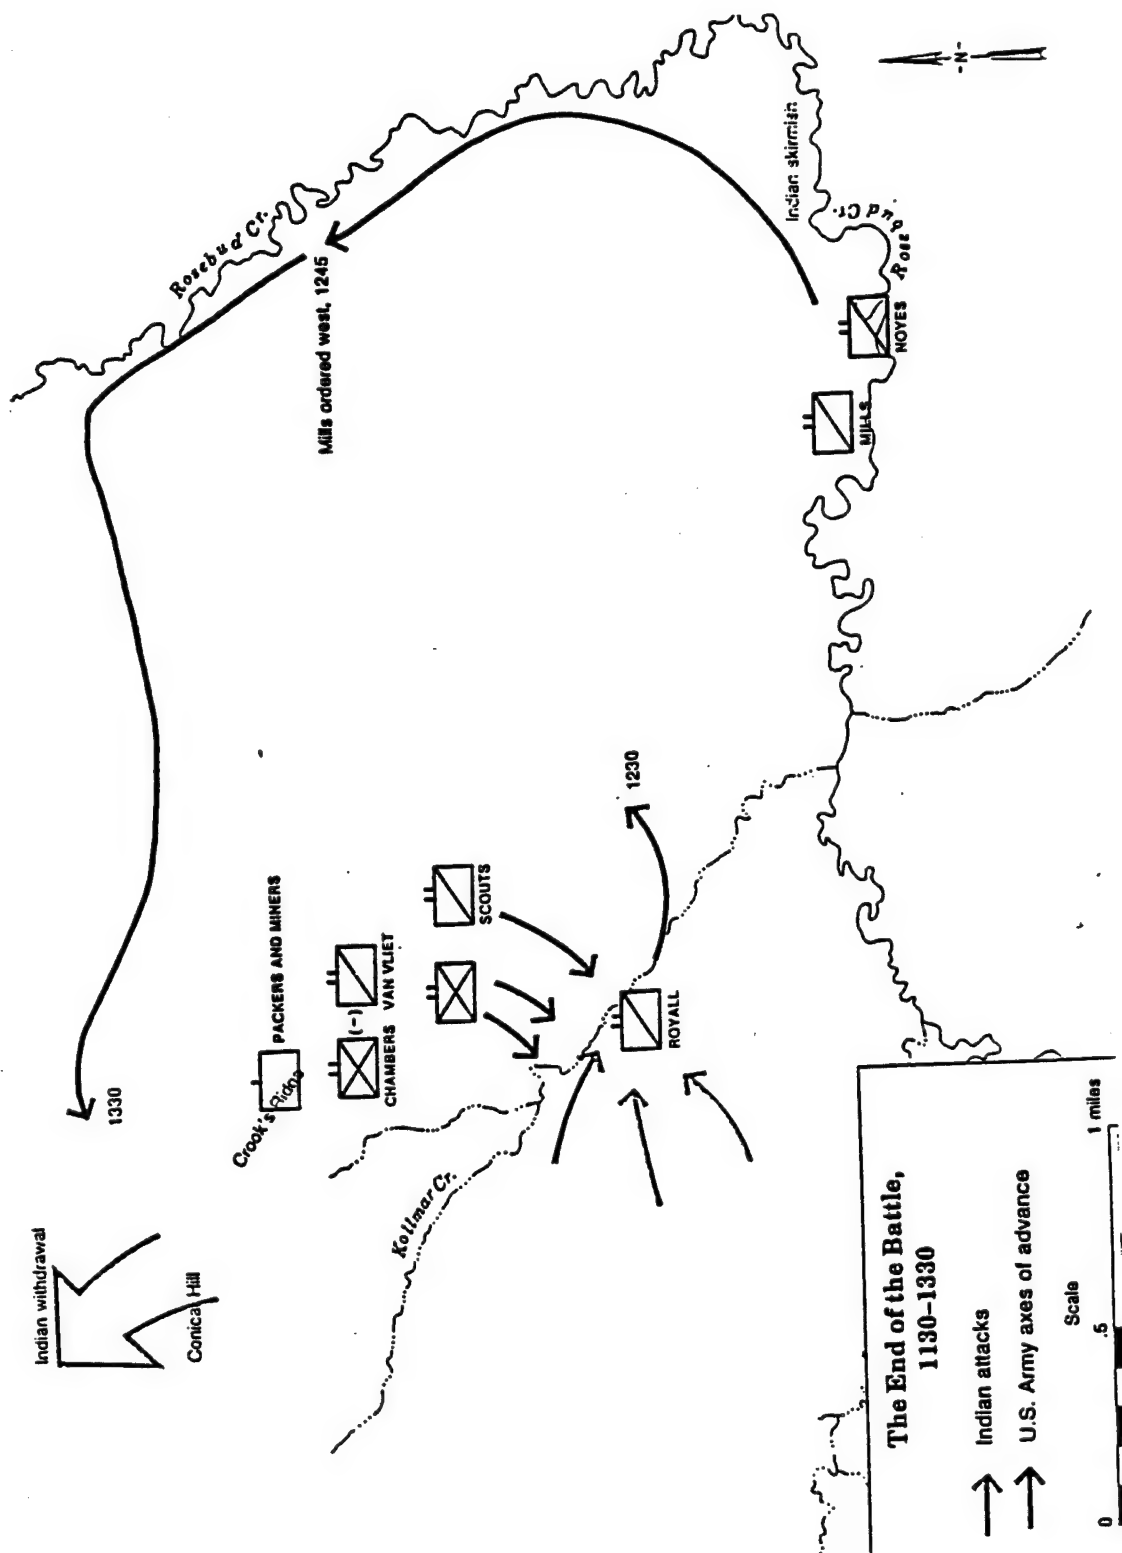 Indian withdrawal
Conical Hill
1330
Crook's Ridge
PACKERS AND MINERS
CHAMBERS
(-)
VAN VLIET
SCOUTS
Kollmar Cr.
ROYALL
1230
Rosebud Cr.
Mills ordered west, 1245
Indian skirmish
Rosebud Cr.
MILLS
NOYES
-N-
The End of the Battle,
1130-1330
Indian attacks
U.S. Army axes of advance
Scale
0 .5 1 miles